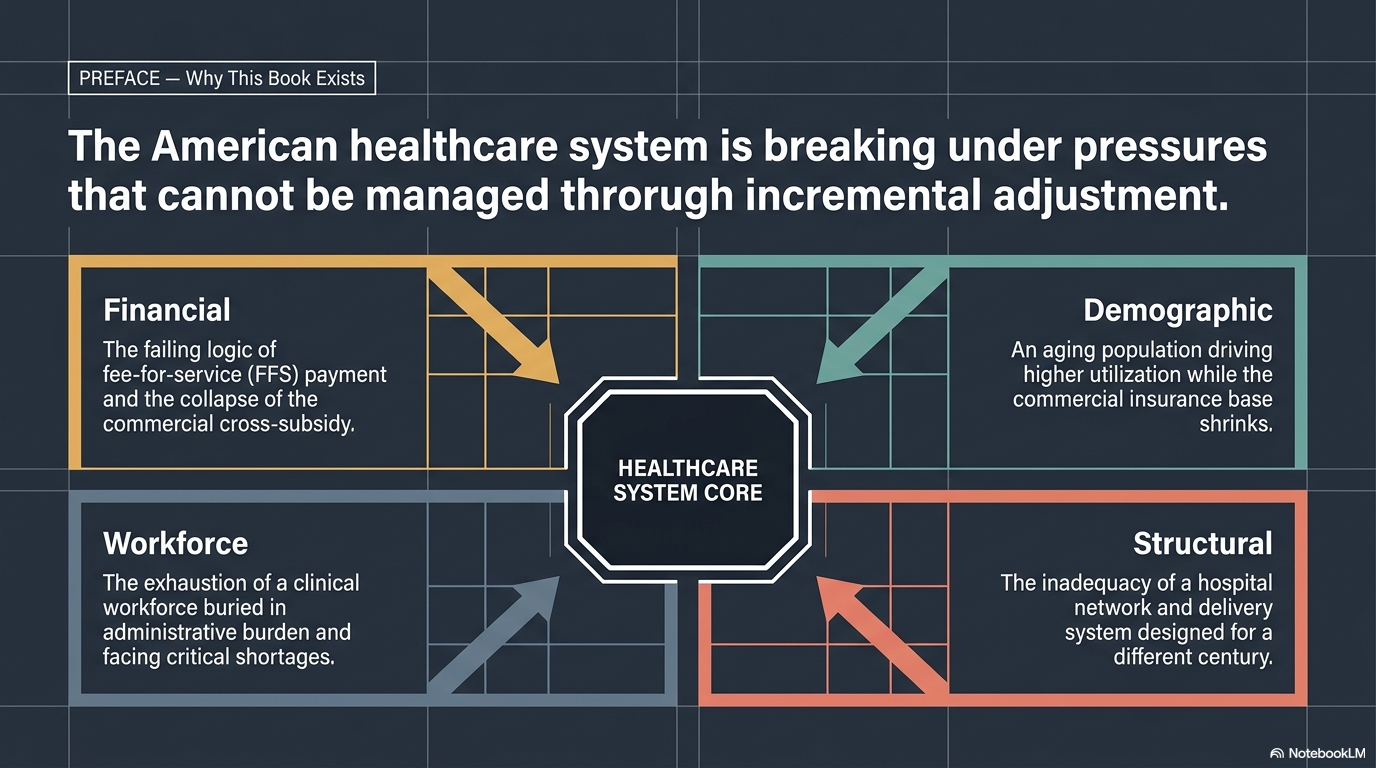 PREFACE — Why This Book Exists
The American healthcare system is breaking under pressures
that cannot be managed throrugh incremental adjustment.
Financial
The failing logic of
fee-for-service (FFS) payment
and the collapse of the
commercial cross-subsidy.
Demographic
An aging population driving
higher utilization while the
commercial insurance base
shrinks.
HEALTHCARE
SYSTEM CORE
Workforce
The exhaustion of a clinical
workforce buried in
administrative burden and
facing critical shortages.
Structural
The inadequacy of a hospital
network and delivery
system designed for a
different century.
NotebookLM